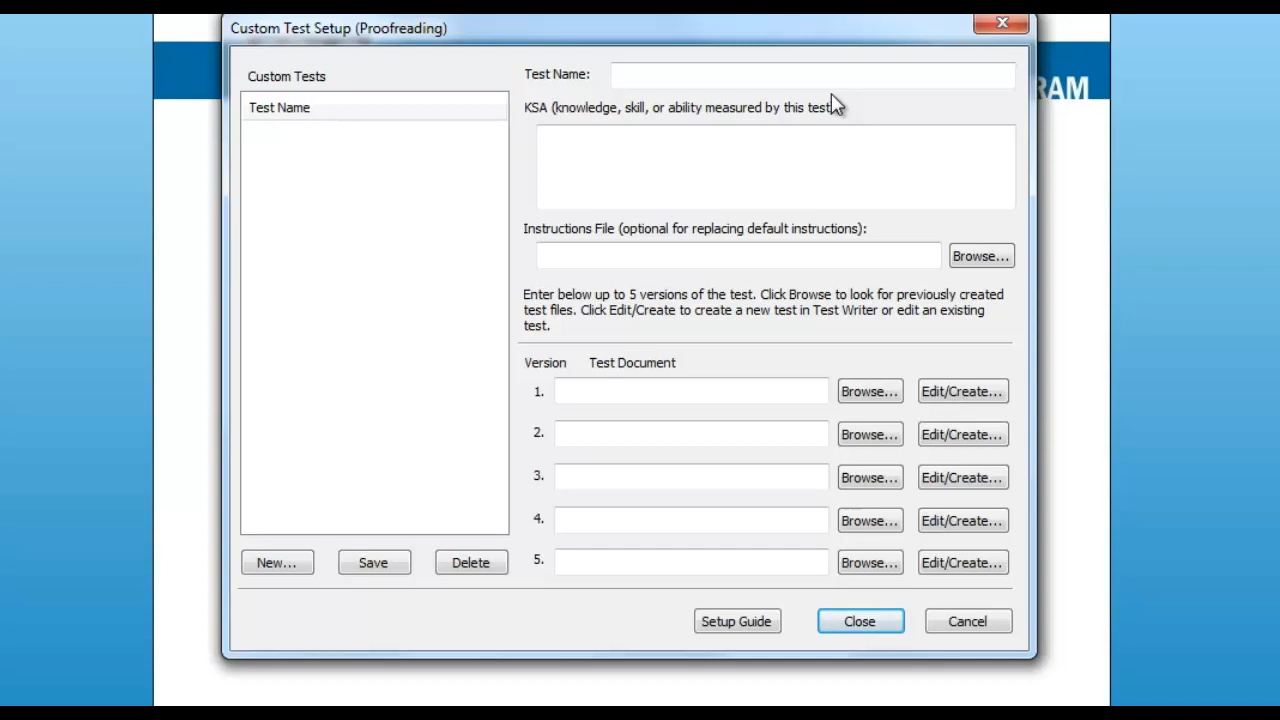 Custom Test Setup (Proofreading)
RAM
Custom Tests
Test Name
New...
Save
Delete
Test Name:
KSA (knowledge, skill, or ability measured by this test
Instructions File (optional for replacing default instructions):
Browse...
Enter below up to 5 versions of the test. Click Browse to look for previously created
test files. Click Edit/Create to create a new test in Test Writer or edit an existing
test.
Version Test Document
1. Browse... Edit/Create...
2. Browse... Edit/Create...
3. Browse... Edit/Create...
4. Browse... Edit/Create...
5. Browse... Edit/Create...
Setup Guide
Close
Cancel